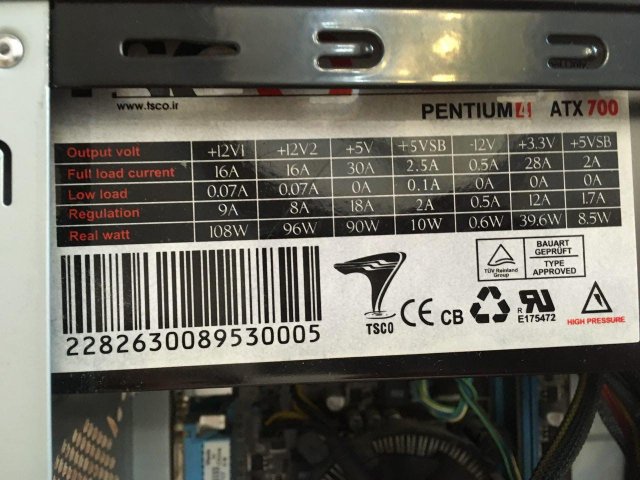 www.tsco.ir
PENTIUM4 ATX 700
Output volt +12V1 +12V2 +5V +5VSB -12V +3.3V +5VSB
Full load current 16A 16A 30A 2.5A 0.5A 28A 2A
Low load 0.07A 0.07A 0A 0.1A 0A 0A 0A
Regulation 9A 8A 18A 2A 0.5A 12A 1.7A
Real watt 108W 96W 90W 10W 0.6W 39.6W 8.5W
2282630089530005
TSCO
CE CB
TÜV Reinland
Group
BAUART
GEPRÜFT
TYPE
APPROVED
R
E175472
HIGH PRESSURE